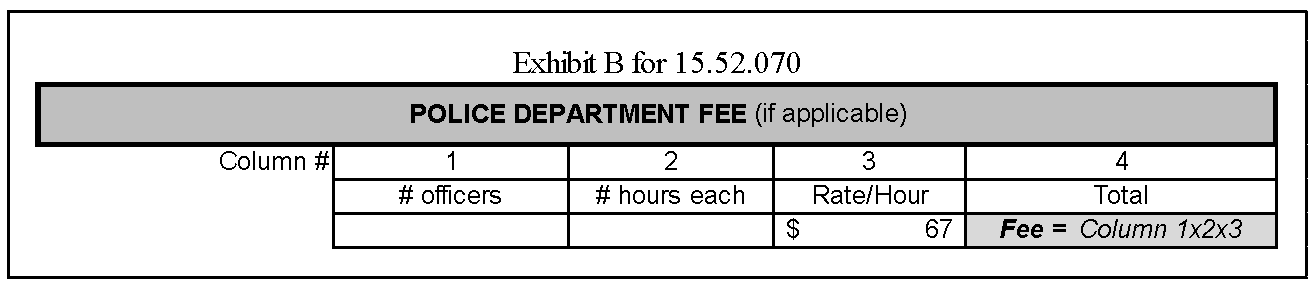 Exhibit B for 15.52.070
POLICE DEPARTMENT FEE (if applicable)
Column # 1 2 3 4
# officers # hours each Rate/Hour Total
$ 67 Fee = Column 1x2x3